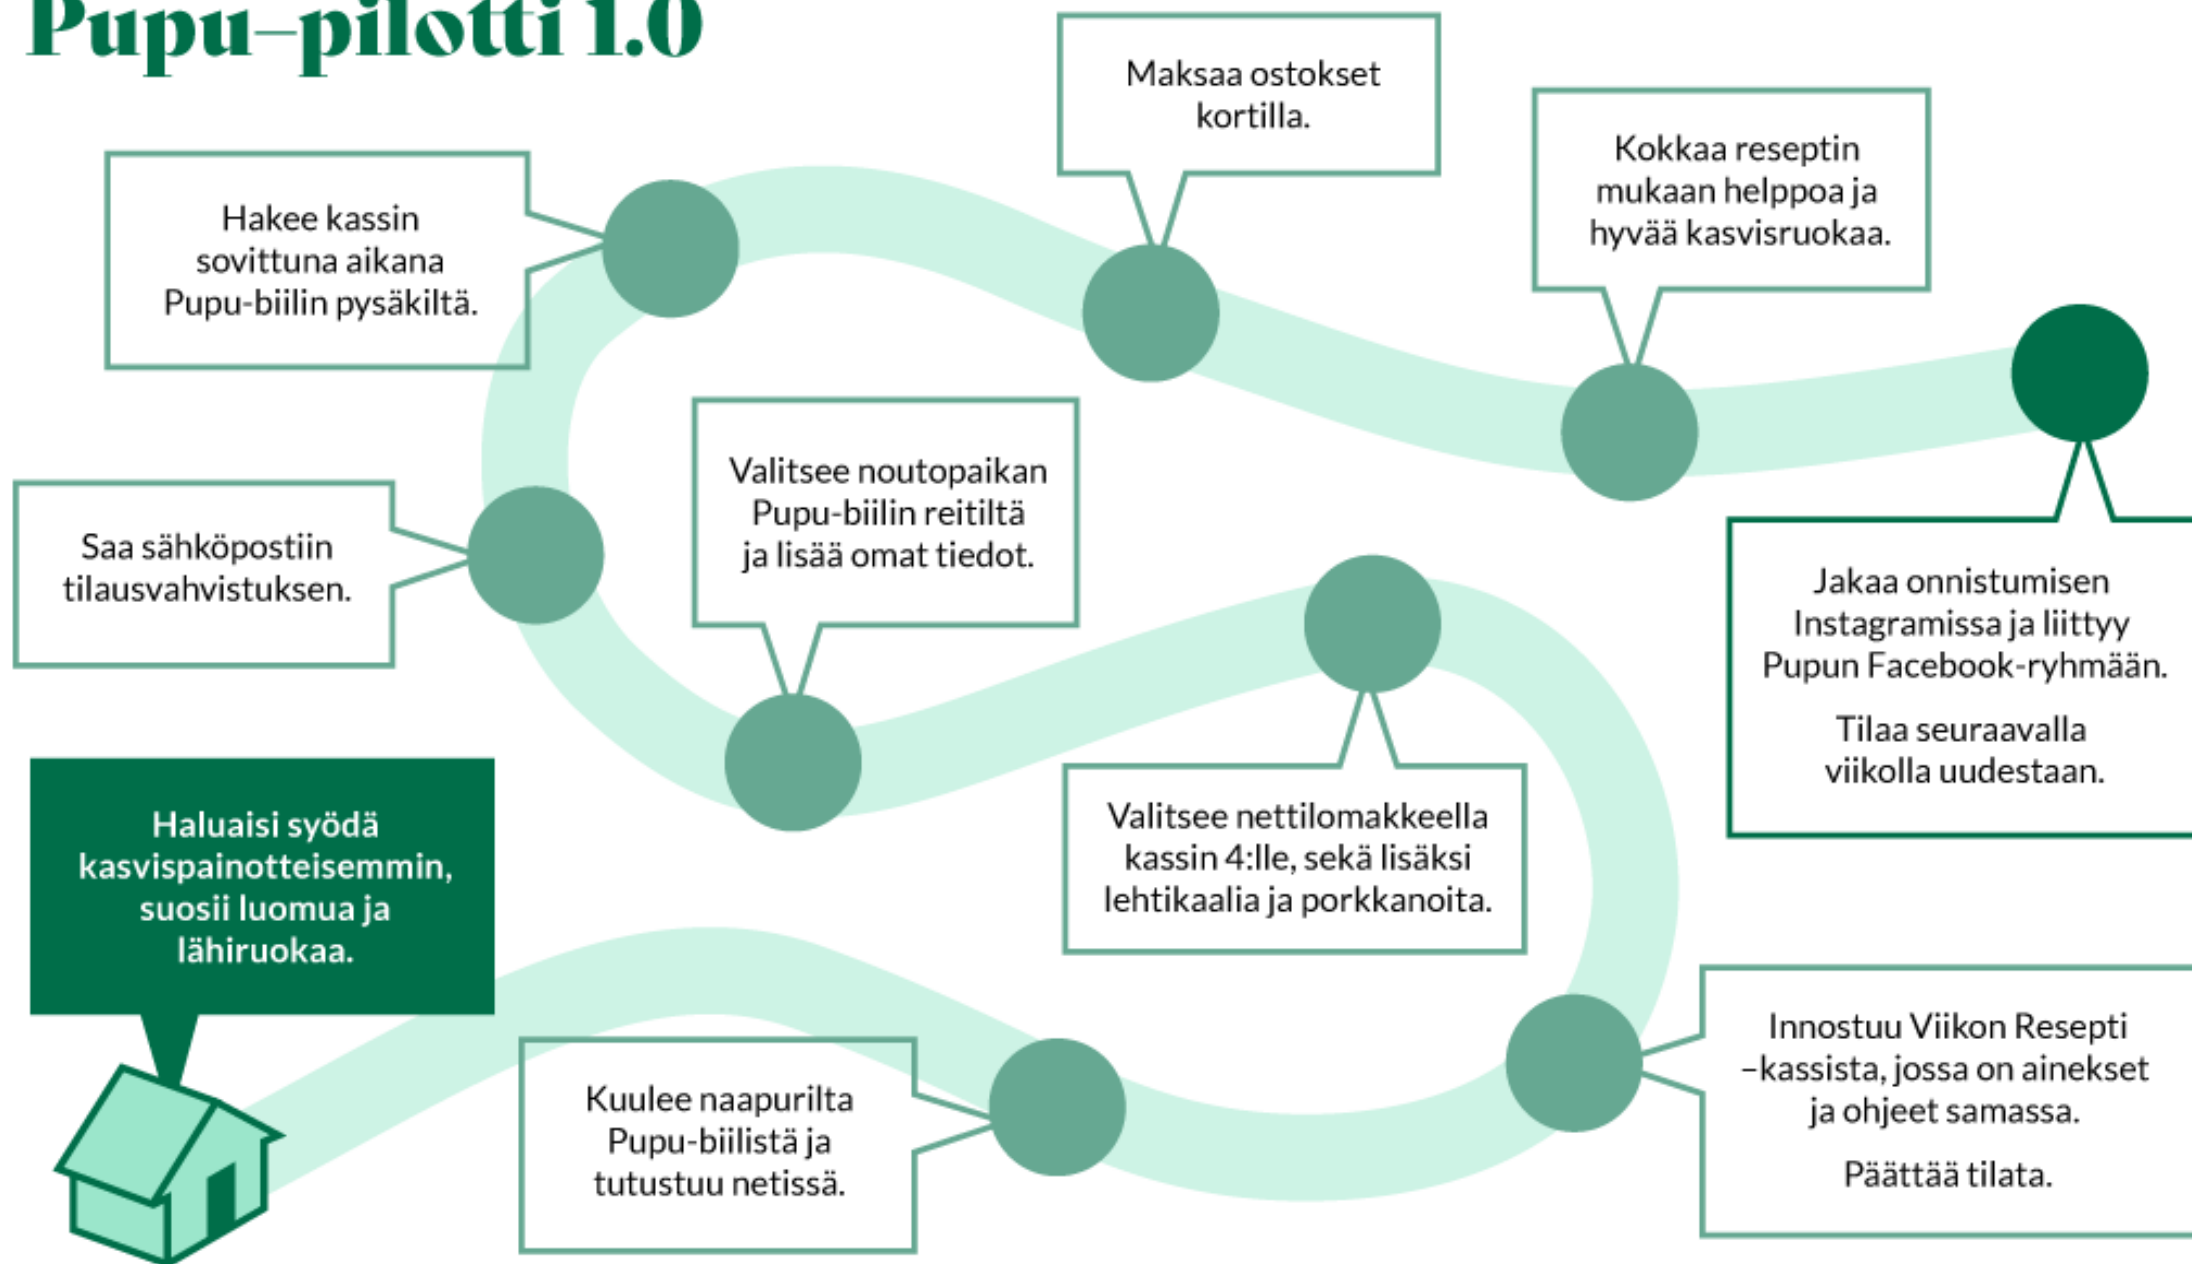 Pupu–pilotti 1.0
Maksaa ostokset
kortilla.
Kokkaa reseptin
mukaan helppoa ja
hyvää kasvisruokaa.
Hakee kassin
sovittuna aikana
Pupu-biilin pysäkiltä.
Valitsee noutopaikan
Pupu-biilin reitiltä
ja lisää omat tiedot.
Saa sähköpostiin
tilausvahvistuksen.
Jakaa onnistumisen
Instagramissa ja liittyy
Pupun Facebook-ryhmään.
Tilaa seuraavalla
viikolla uudestaan.
Haluaisi syödä
kasvispainotteisemmin,
suosii luomua ja
lähiruokaa.
Valitsee nettilomakkeella
kassin 4:lle, sekä lisäksi
lehtikaalia ja porkkanoita.
Kuulee naapurilta
Pupu-biilistä ja
tutustuu netissä.
Innostuu Viikon Resepti
–kassista, jossa on ainekset
ja ohjeet samassa.
Päättää tilata.